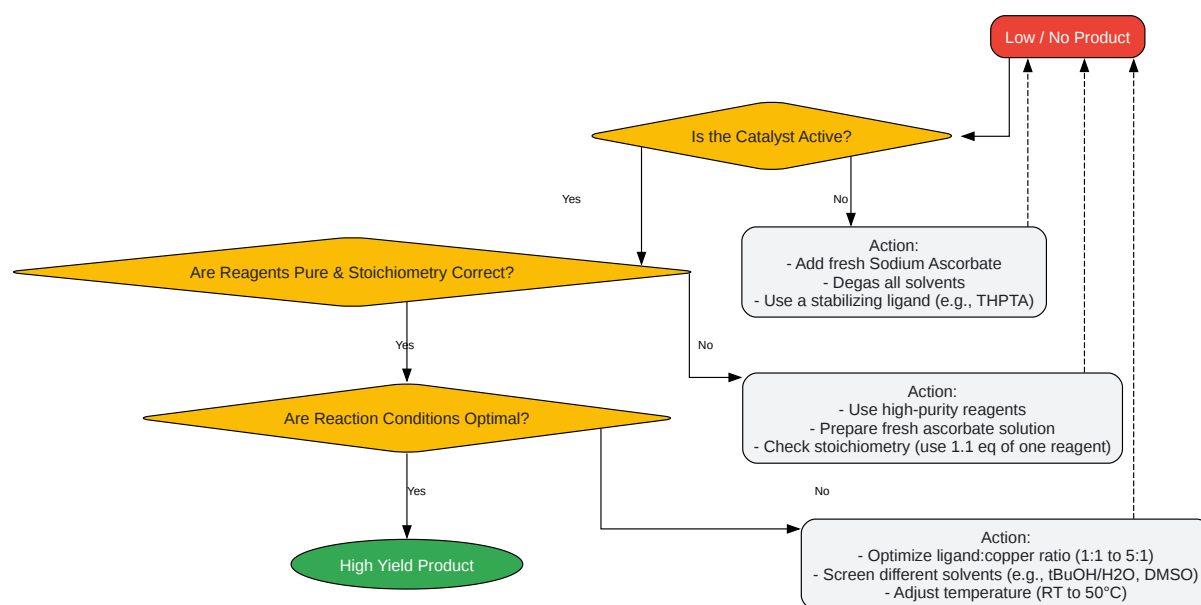 Low / No Product
Is the Catalyst Active?
Yes
No
Action:
- Add fresh Sodium Ascorbate
- Degas all solvents
- Use a stabilizing ligand (e.g., THPTA)
Are Reagents Pure & Stoichiometry Correct?
Yes
No
Action:
- Use high-purity reagents
- Prepare fresh ascorbate solution
- Check stoichiometry (use 1.1 eq of one reagent)
Are Reaction Conditions Optimal?
Yes
No
Action:
- Optimize ligand:copper ratio (1:1 to 5:1)
- Screen different solvents (e.g., tBuOH/H2O, DMSO)
- Adjust temperature (RT to 50°C)
High Yield Product